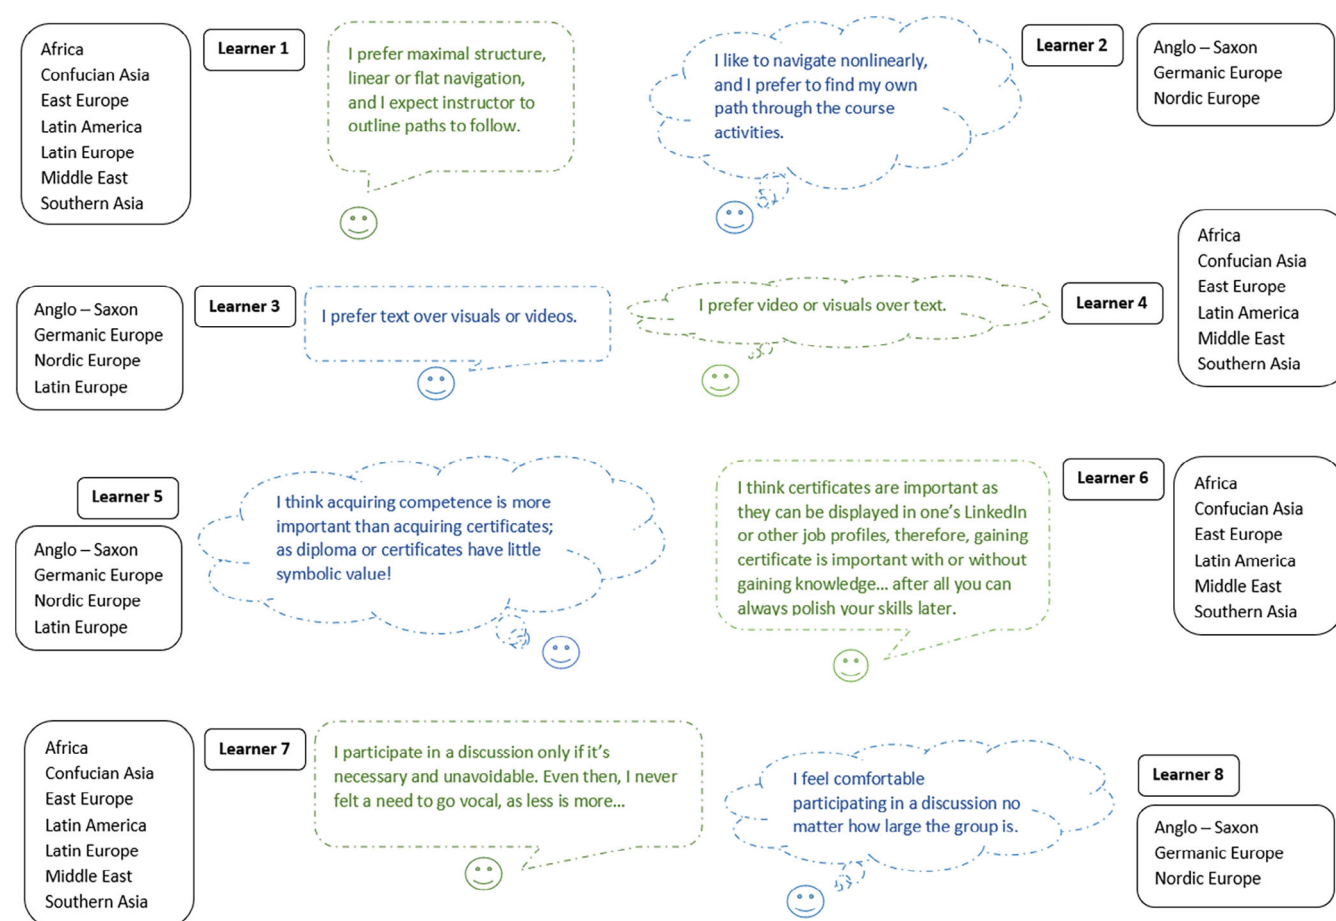 Africa
Confucian Asia
East Europe
Latin America
Latin Europe
Middle East
Southern Asia
Learner 1
I prefer maximal structure,
linear or flat navigation,
and I expect instructor to
outline paths to follow.
I like to navigate nonlinearly,
and I prefer to find my own
path through the course
activities.
Learner 2
Anglo – Saxon
Germanic Europe
Nordic Europe
Anglo – Saxon
Germanic Europe
Nordic Europe
Latin Europe
Learner 3
I prefer text over visuals or videos.
I prefer video or visuals over text.
Learner 4
Africa
Confucian Asia
East Europe
Latin America
Middle East
Southern Asia
Learner 5
Anglo – Saxon
Germanic Europe
Nordic Europe
Latin Europe
I think acquiring competence is more
important than acquiring certificates;
as diploma or certificates have little
symbolic value!
I think certificates are important as
they can be displayed in one's LinkedIn
or other job profiles, therefore, gaining
certificate is important with or without
gaining knowledge... after all you can
always polish your skills later.
Learner 6
Africa
Confucian Asia
East Europe
Latin America
Middle East
Southern Asia
Africa
Confucian Asia
East Europe
Latin America
Latin Europe
Middle East
Southern Asia
Learner 7
I participate in a discussion only if it's
necessary and unavoidable. Even then, I never
felt a need to go vocal, as less is more...
I feel comfortable
participating in a discussion no
matter how large the group is.
Learner 8
Anglo – Saxon
Germanic Europe
Nordic Europe